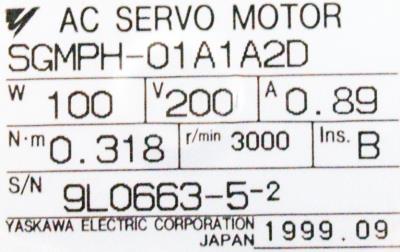 AC SERVO MOTOR
SGMPH-01A1A2D
W 100 V 200 A 0.89
N·m 0.318 r/min 3000 Ins. B
S/N 9L0663-5-2
YASKAWA ELECTRIC CORPORATION
JAPAN 1999.09